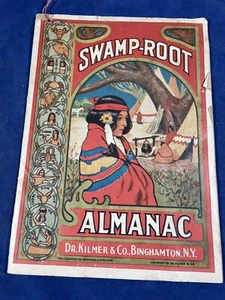 SWAMP-ROOT
ALMANAC
DR. KILMER & CO. BINGHAMTON, N.Y.